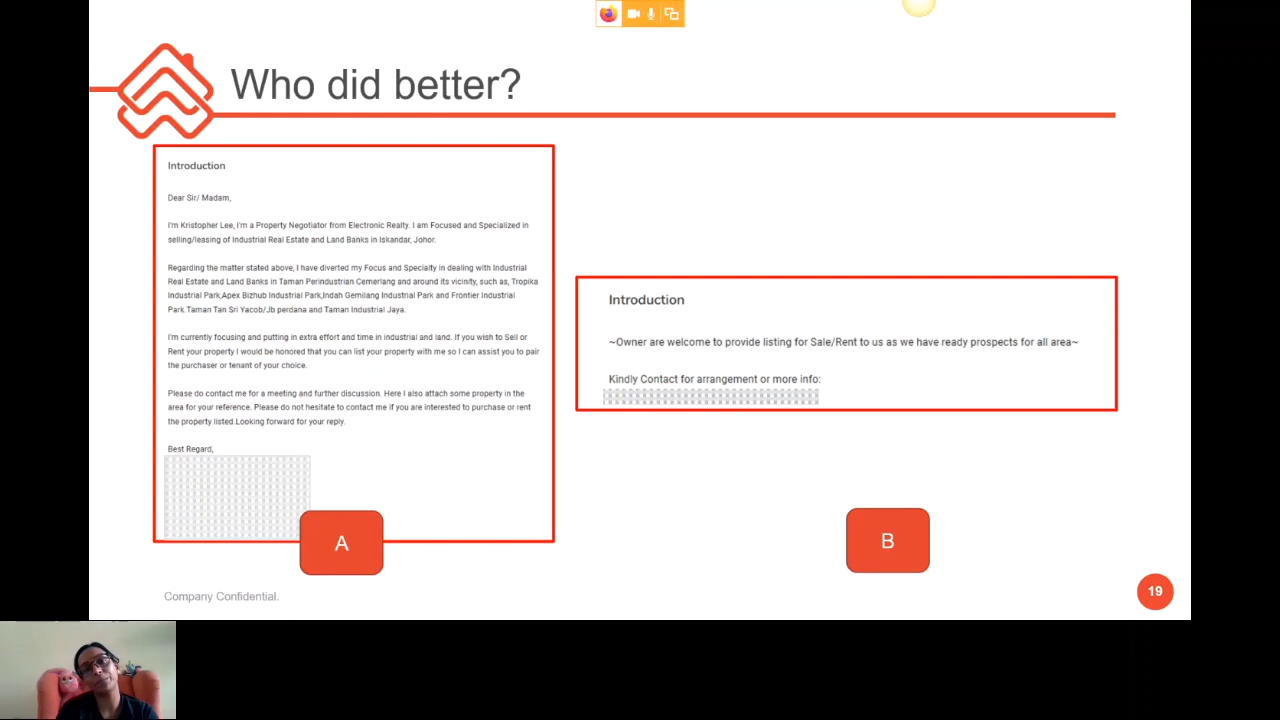 Who did better?
Introduction
Dear Sir/ Madam,
I'm Kristopher Lee, I'm a Property Negotiator from Electronic Realty. I am Focused and Specialized in
selling/leasing of Industrial Real Estate and Land Banks in Iskandar, Johor.
Regarding the matter stated above, I have diverted my Focus and Specialty in dealing with Industrial
Real Estate and Land Banks in Taman Perindustrian Cemerlang and around its vicinity, such as, Tropika
Industrial Park,Apex Bizhub Industrial Park,Indah Gemilang Industrial Park and Frontier Industrial
Park.Taman Tan Sri Yacob/Jb perdana and Taman Industrial Jaya.
I'm currently focusing and putting in extra effort and time in industrial and land. If you wish to Sell or
Rent your property I would be honored that you can list your property with me so I can assist you to pair
the purchaser or tenant of your choice.
Please do contact me for a meeting and further discussion. Here I also attach some property in the
area for your reference. Please do not hesitate to contact me if you are interested to purchase or rent
the property listed.Looking forward for your reply.
Best Regard,
A
Introduction
~Owner are welcome to provide listing for Sale/Rent to us as we have ready prospects for all area~
Kindly Contact for arrangement or more info:
B
Company Confidential.
19